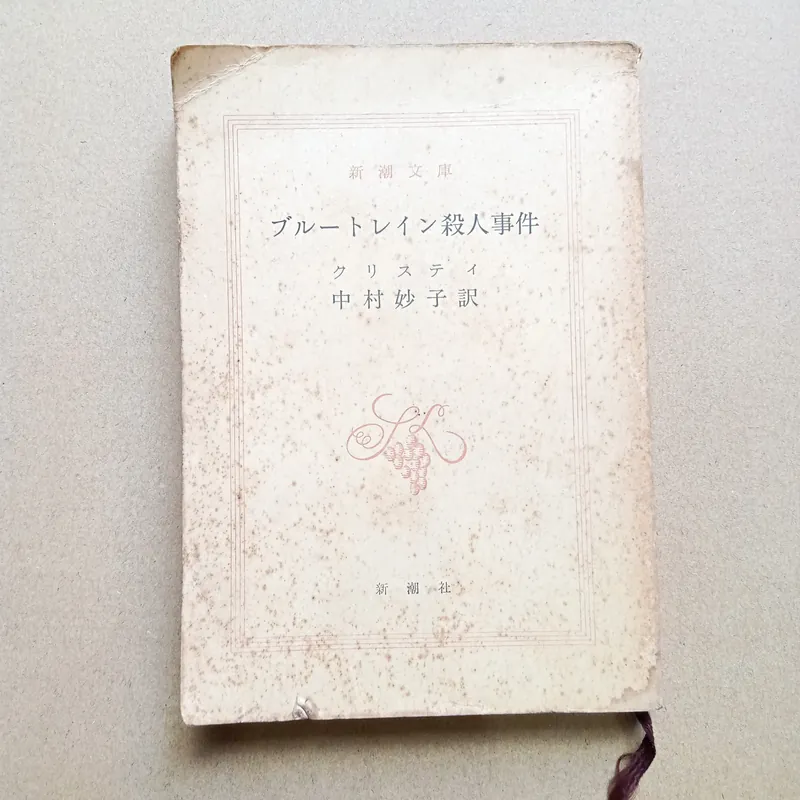 新潮文庫
ブルートレイン殺人事件
クリスティ
中村妙子訳
新潮社